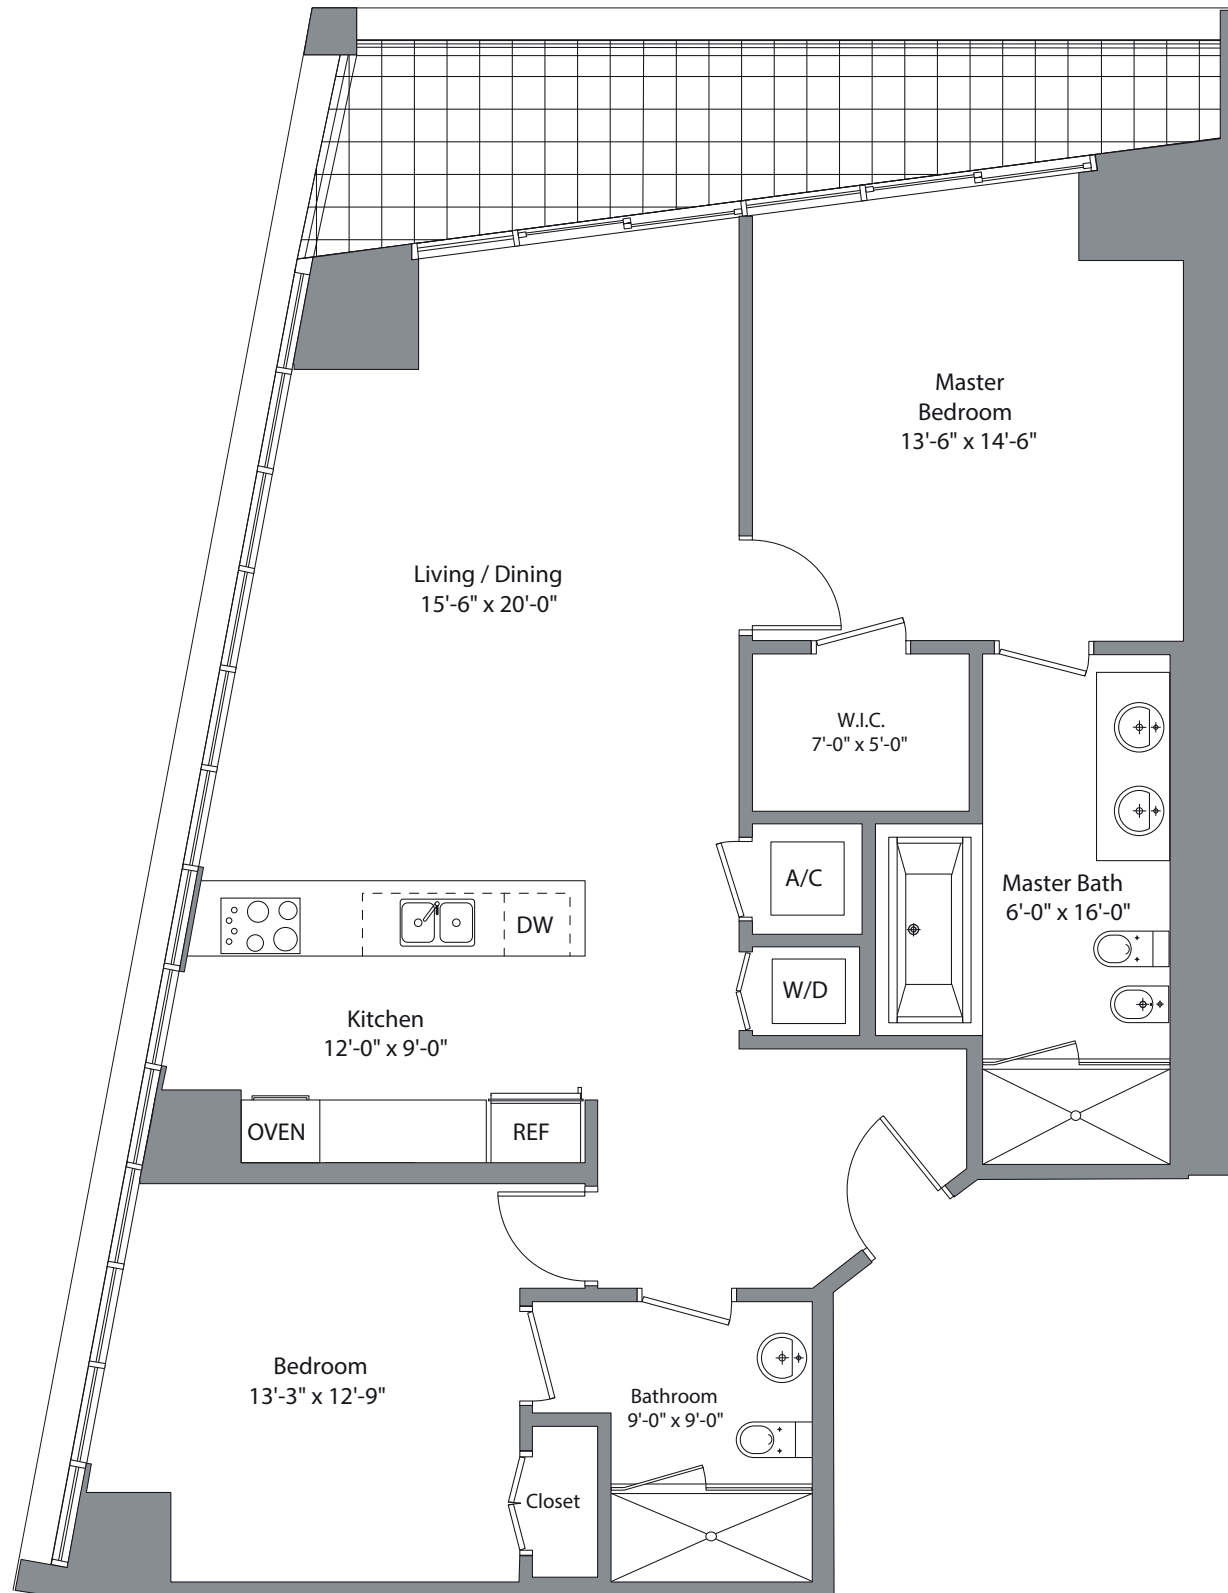 Master
Bedroom
13'-6" x 14'-6"
Living / Dining
15'-6" x 20'-0"
W.I.C.
7'-0" x 5'-0"
A/C
Master Bath
6'-0" x 16'-0"
DW
W/D
Kitchen
12'-0" x 9'-0"
OVEN
REF
Bedroom
13'-3" x 12'-9"
Bathroom
9'-0" x 9'-0"
Closet